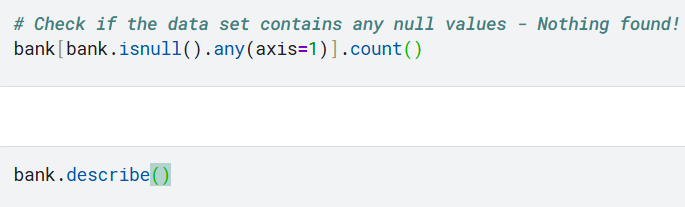 # Check if the data set contains any null values - Nothing found!
bank[bank.isnull().any(axis=1)].count()
bank.describe()